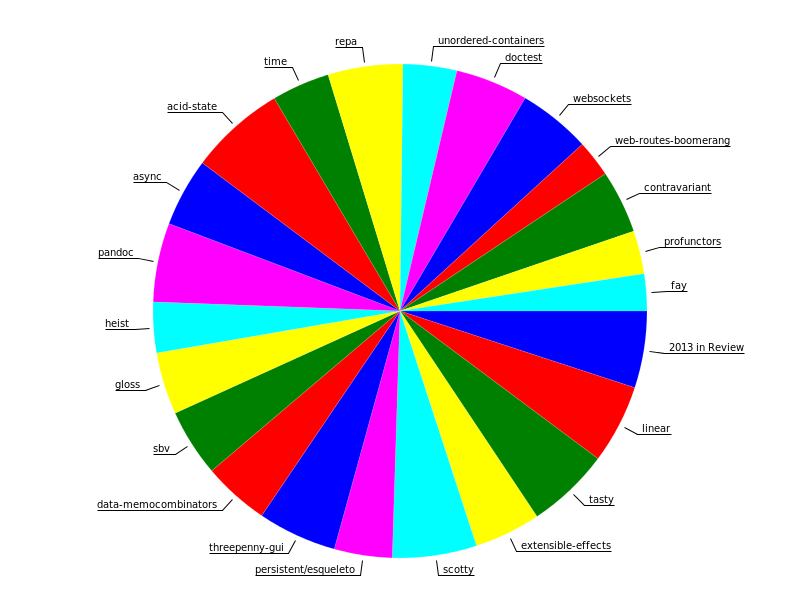 repa
unordered-containers
doctest
time
websockets
acid-state
web-routes-boomerang
async
contravariant
pandoc
profunctors
fay
heist
2013 in Review
gloss
linear
sbv
tasty
data-memocombinators
threepenny-gui
extensible-effects
persistent/esqueleto
scotty